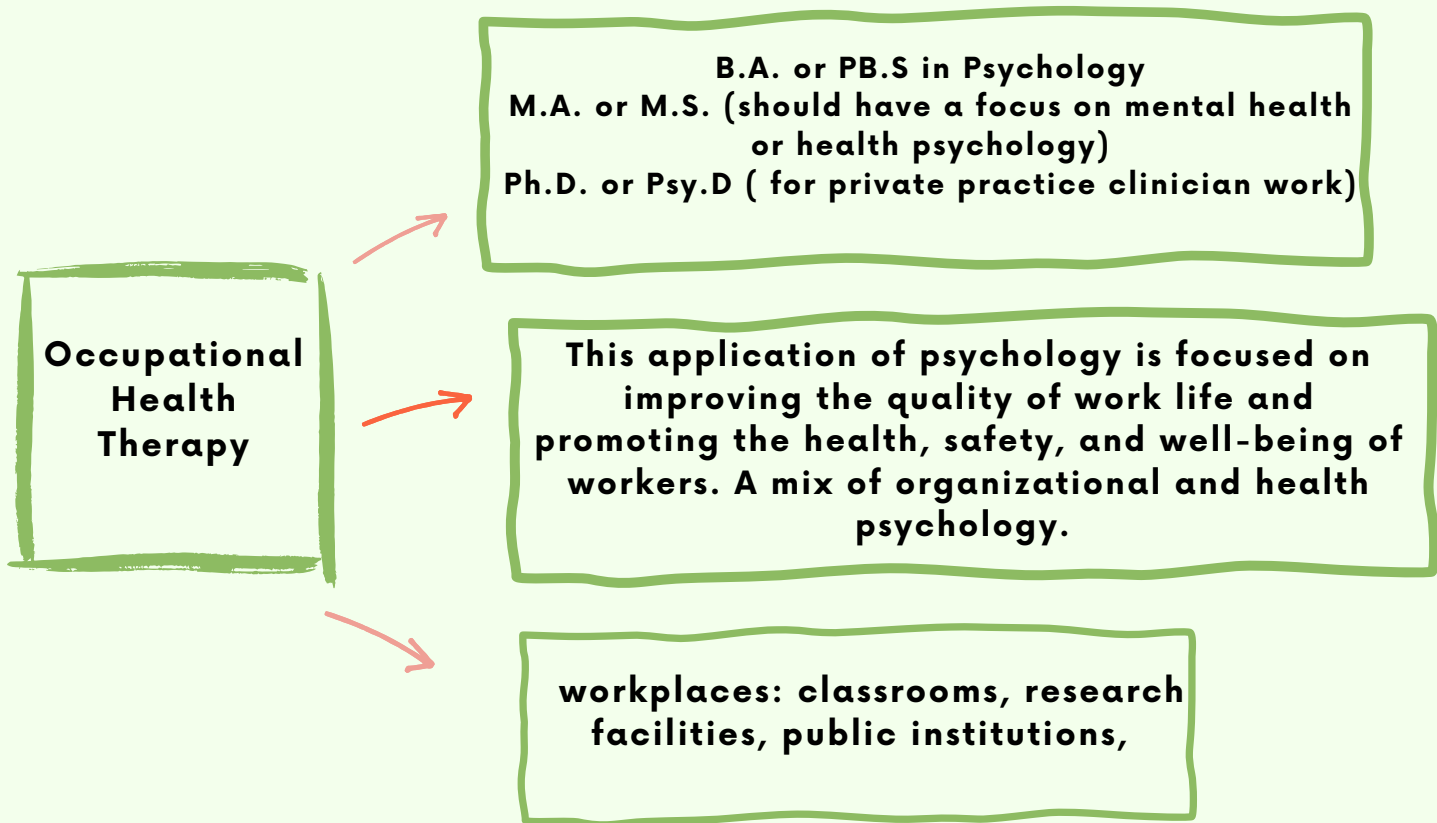 B.A. or PB.S in Psychology
M.A. or M.S. (should have a focus on mental health
or health psychology)
Ph.D. or Psy.D ( for private practice clinician work)
Occupational
Health
Therapy
This application of psychology is focused on
improving the quality of work life and
promoting the health, safety, and well-being of
workers. A mix of organizational and health
psychology.
workplaces: classrooms, research
facilities, public institutions,